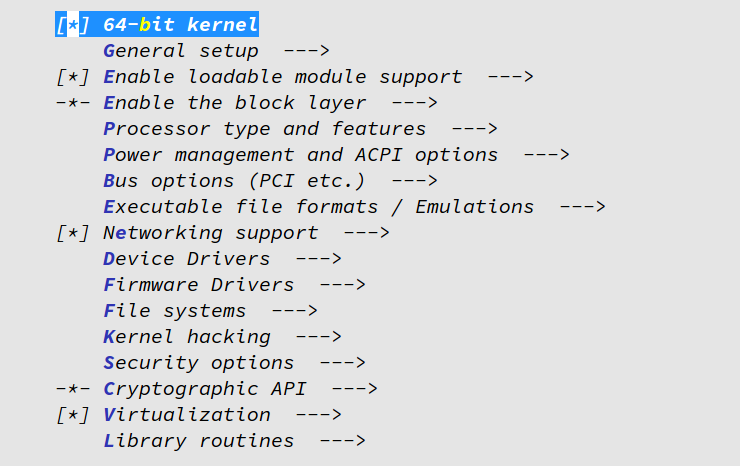 [*] 64-bit kernel
General setup  --->
[*] Enable loadable module support  --->
-*- Enable the block layer  --->
Processor type and features  --->
Power management and ACPI options  --->
Bus options (PCI etc.)  --->
Executable file formats / Emulations  --->
[*] Networking support  --->
Device Drivers  --->
Firmware Drivers  --->
File systems  --->
Kernel hacking  --->
Security options  --->
-*- Cryptographic API  --->
[*] Virtualization  --->
Library routines  --->